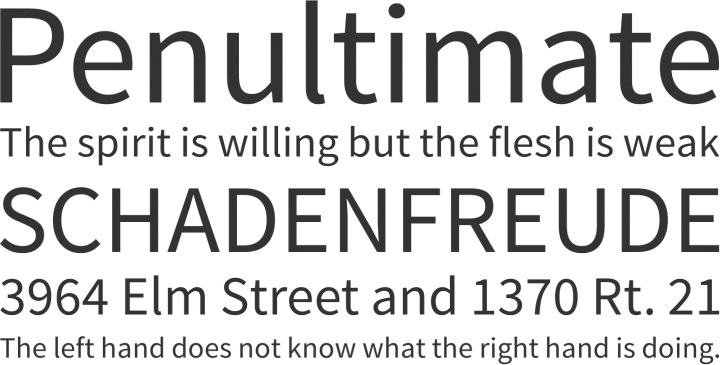 Penultimate
The spirit is willing but the flesh is weak
SCHADENFREUDE
3964 Elm Street and 1370 Rt. 21
The left hand does not know what the right hand is doing.